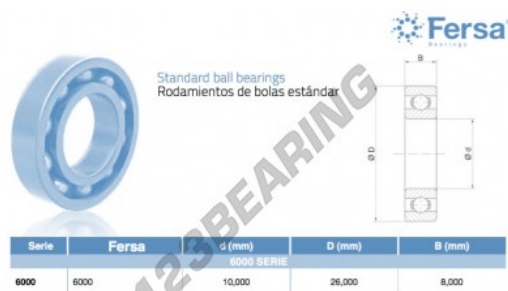 Fersa
Bearings
Standard ball bearings
Rodamientos de bolas estándar
B
Ø D
Ø d
123BEARING
Serie Fersa d (mm) D (mm) B (mm)
6000 SERIE
6000 6000 10,000 26,000 8,000